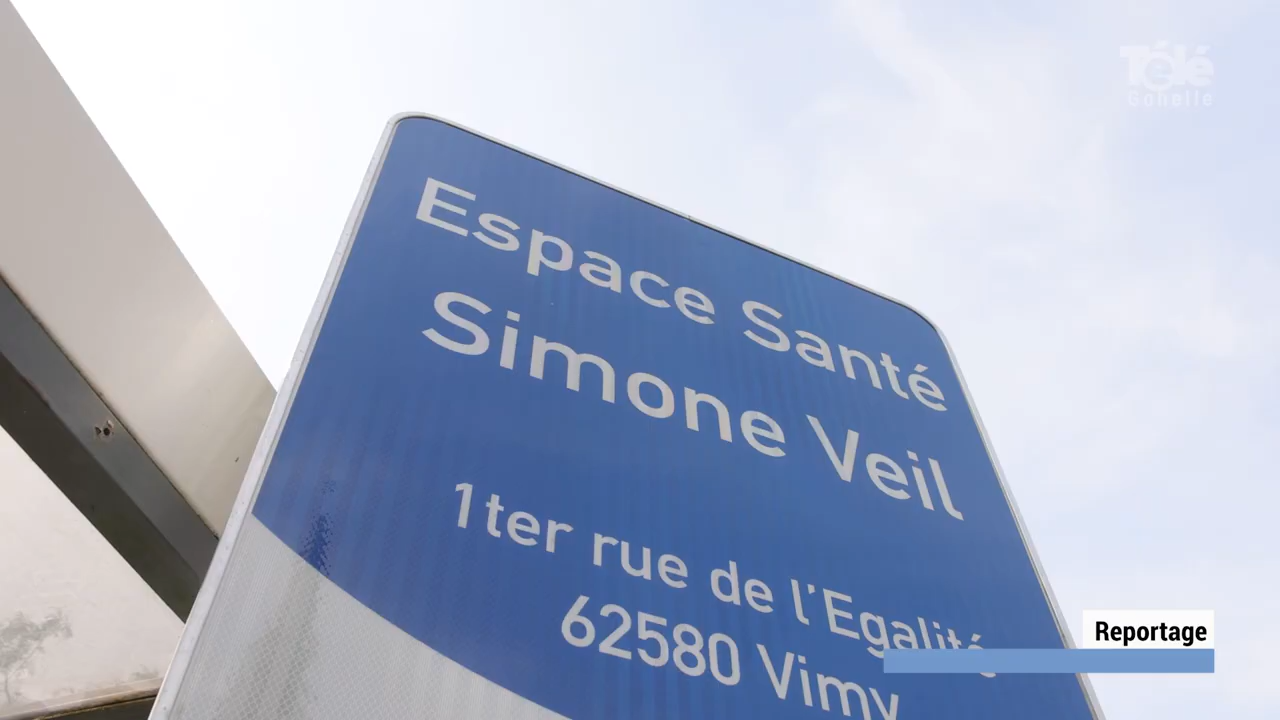 Télé
Gohelle
Espace Santé
Simone Veil
1ter rue de l'Egalité
62580 Vimy
Reportage